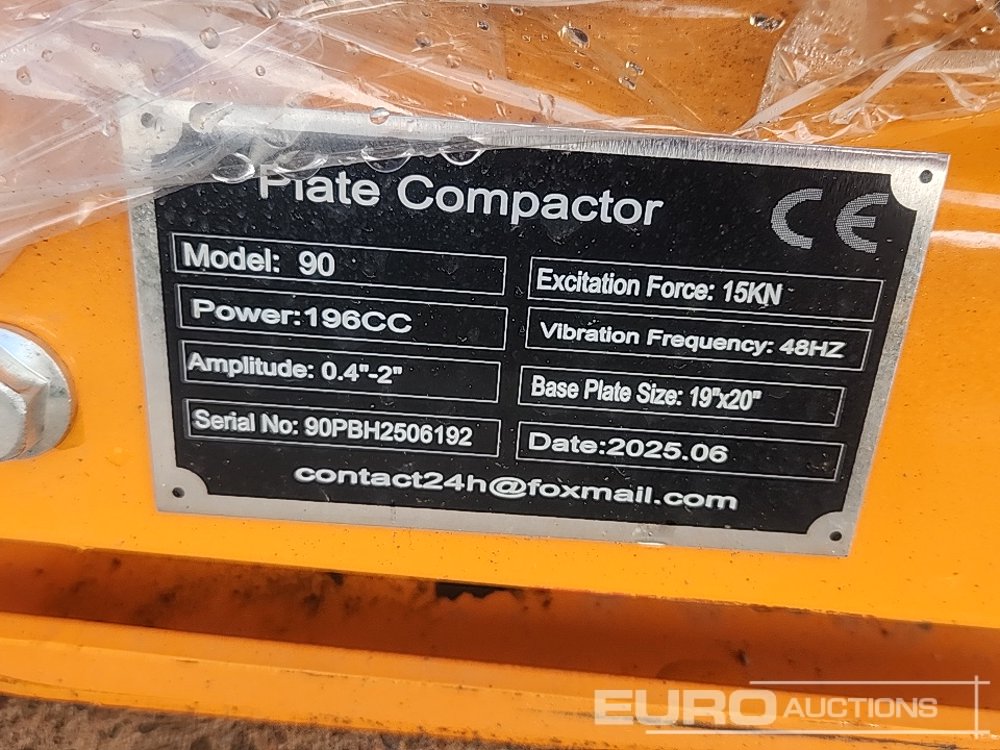 Plate Compactor
CE
Model: 90
Excitation Force: 15KN
Power:196CC
Vibration Frequency: 48HZ
Amplitude: 0.4"-2"
Base Plate Size: 19"x20"
Serial No: 90PBH2506192
Date:2025.06
contact24h@foxmail.com
EURO AUCTIONS